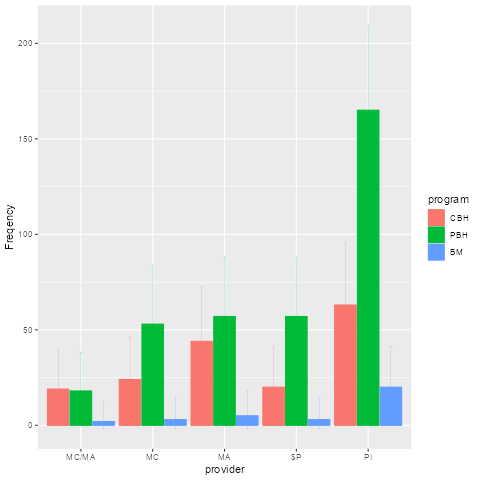 Freqency
200
150
100
50
0
MC/MA MC MA SP PI
provider
program
CBH
PBH
BM